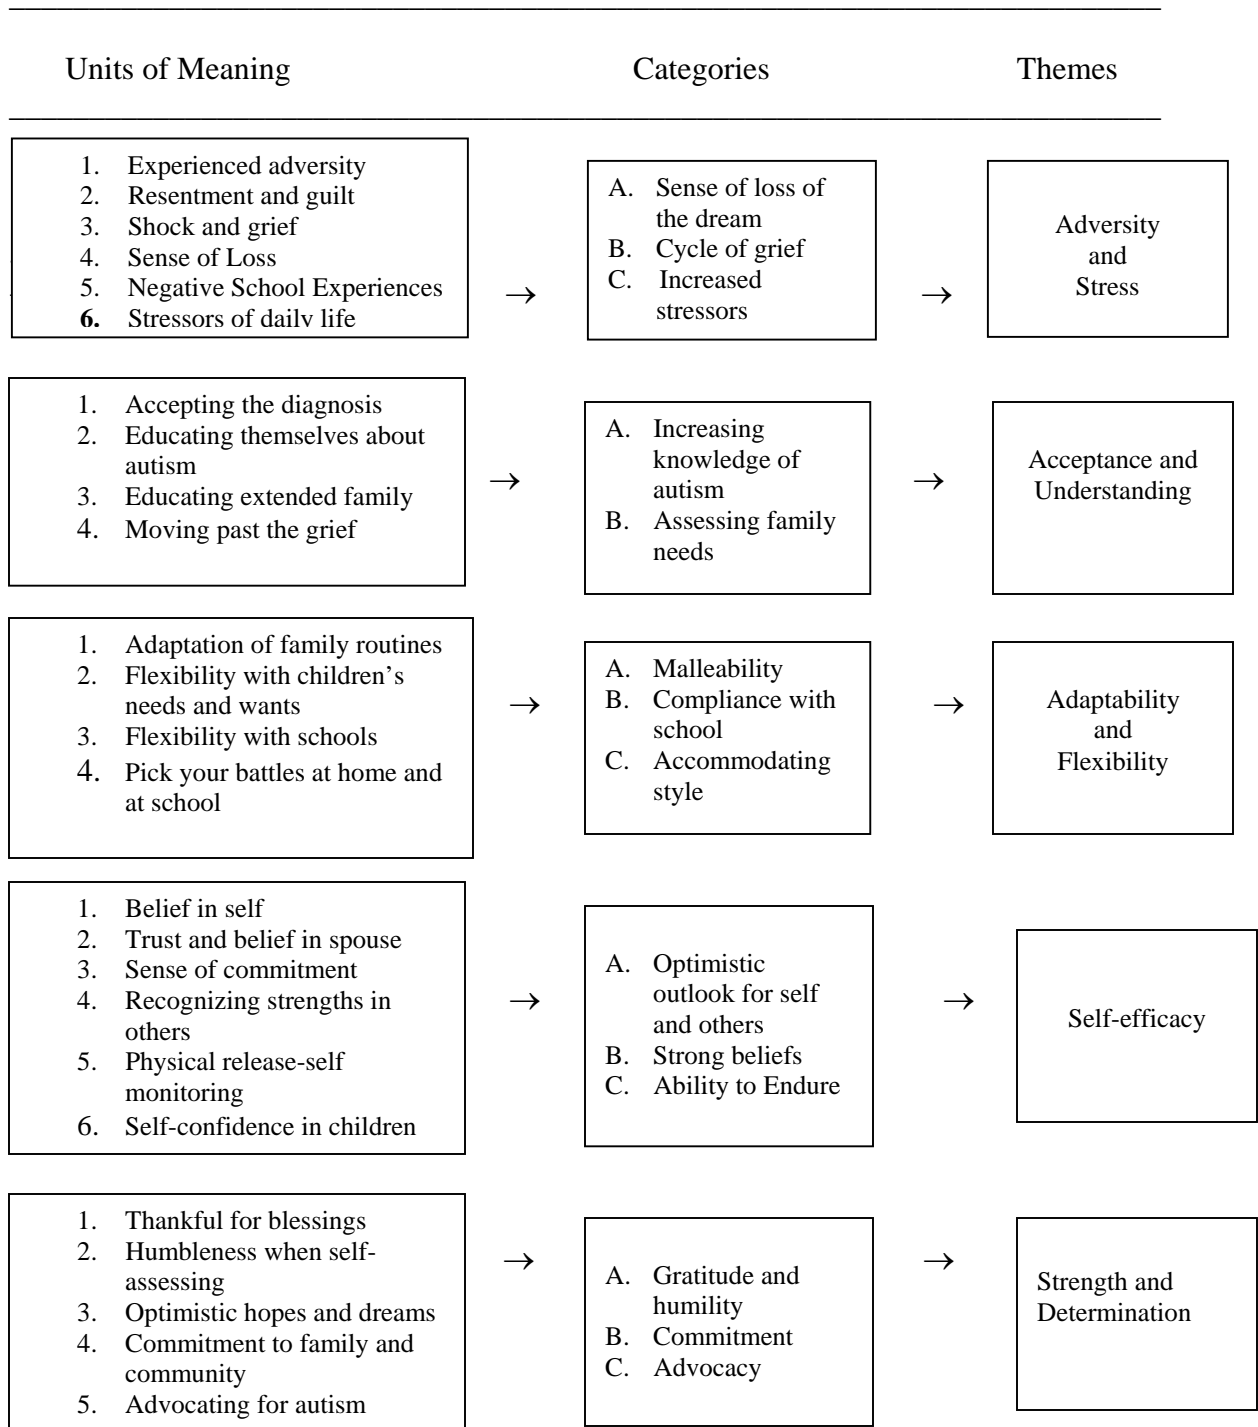 Units of Meaning Categories Themes
1. Experienced adversity
2. Resentment and guilt
3. Shock and grief
4. Sense of Loss
5. Negative School Experiences
6. Stressors of daily life
→
A. Sense of loss of
the dream
B. Cycle of grief
C. Increased
stressors
→
Adversity
and
Stress
1. Accepting the diagnosis
2. Educating themselves about
autism
3. Educating extended family
4. Moving past the grief
→
A. Increasing
knowledge of
autism
B. Assessing family
needs
→
Acceptance and
Understanding
1. Adaptation of family routines
2. Flexibility with children’s
needs and wants
3. Flexibility with schools
4. Pick your battles at home and
at school
→
A. Malleability
B. Compliance with
school
C. Accommodating
style
→
Adaptability
and
Flexibility
1. Belief in self
2. Trust and belief in spouse
3. Sense of commitment
4. Recognizing strengths in
others
5. Physical release-self
monitoring
6. Self-confidence in children
→
A. Optimistic
outlook for self
and others
B. Strong beliefs
C. Ability to Endure
→
Self-efficacy
1. Thankful for blessings
2. Humbleness when self-
assessing
3. Optimistic hopes and dreams
4. Commitment to family and
community
5. Advocating for autism
→
A. Gratitude and
humility
B. Commitment
C. Advocacy
→
Strength and
Determination